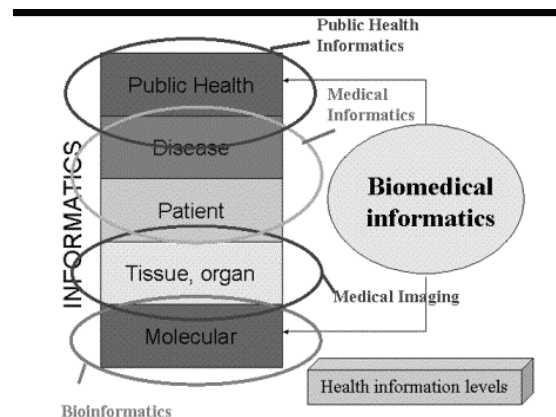 Public Health
Informatics
Public Health
Medical
Informatics
Disease
INFORMATICS
Biomedical
informatics
Patient
Tissue, organ
Medical Imaging
Molecular
Health information levels
Bioinformatics